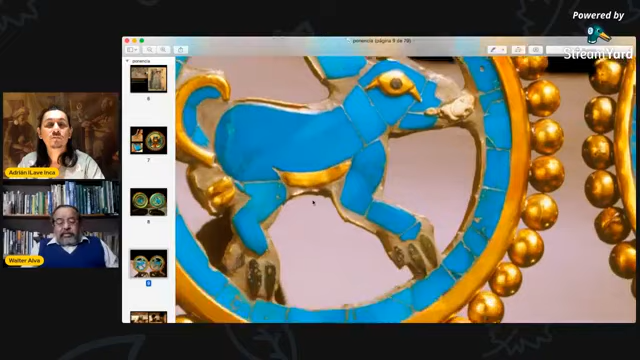 Powered by
StreamYard
ponencia (página 9 de 79)
ponencia
6
7
8
9
Adrián ILave Inca
Walter Alva